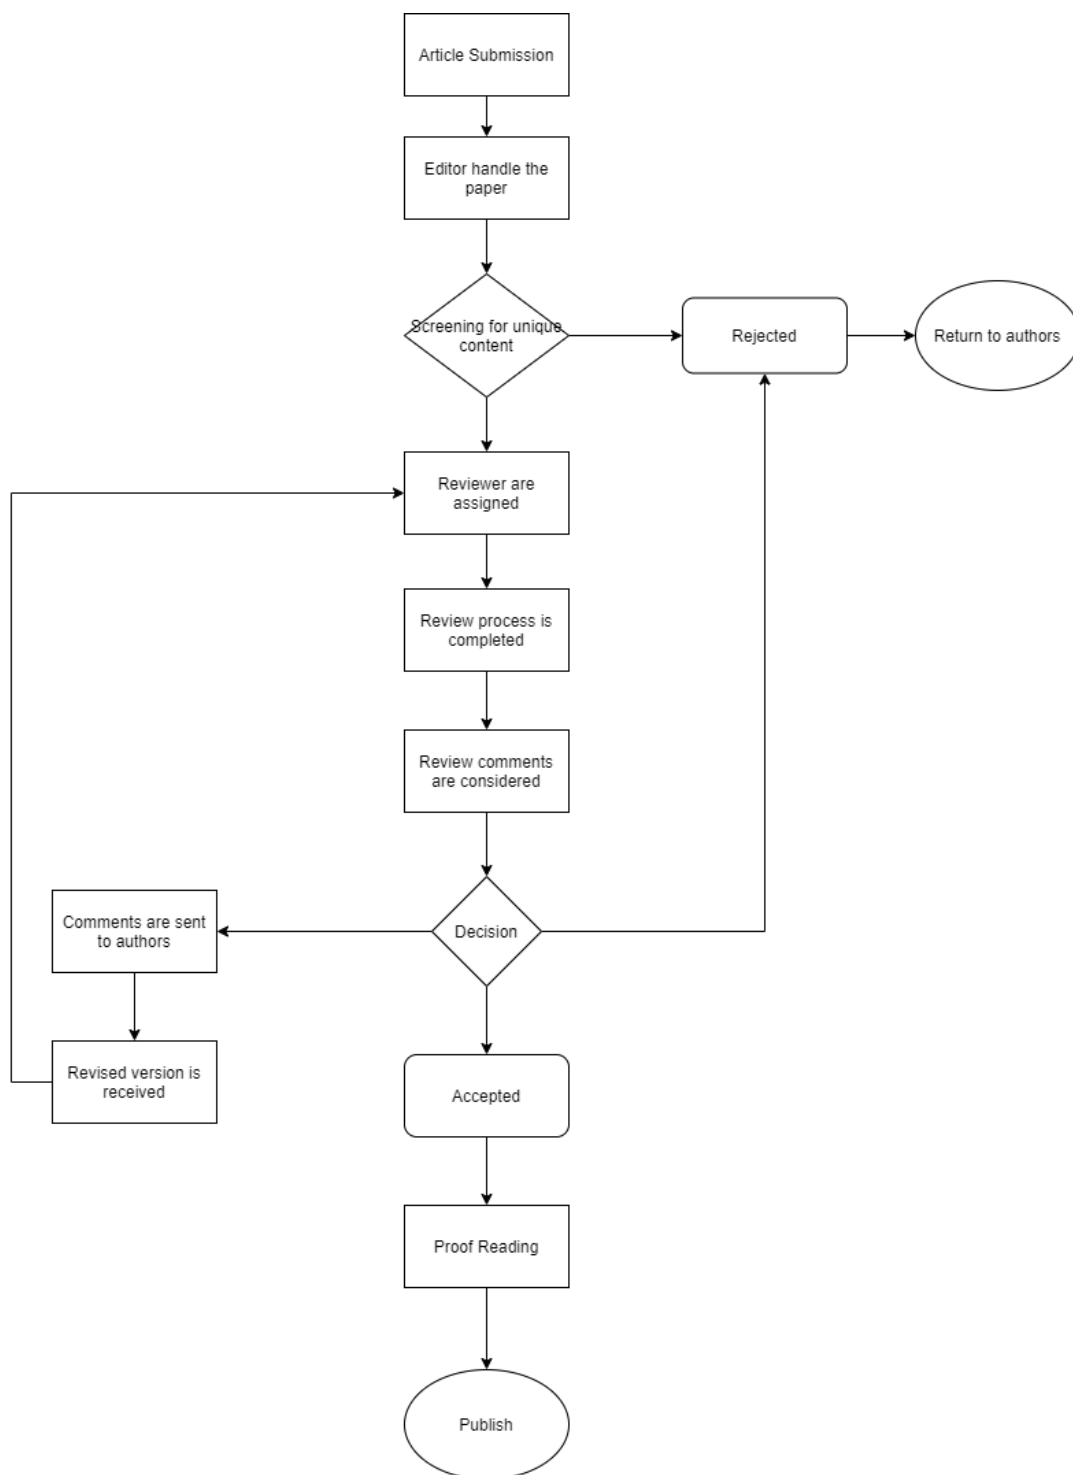 Article Submission
Editor handle the
paper
Screening for unique
content
Rejected
Return to authors
Reviewer are
assigned
Review process is
completed
Review comments
are considered
Comments are sent
to authors
Decision
Revised version is
received
Accepted
Proof Reading
Publish